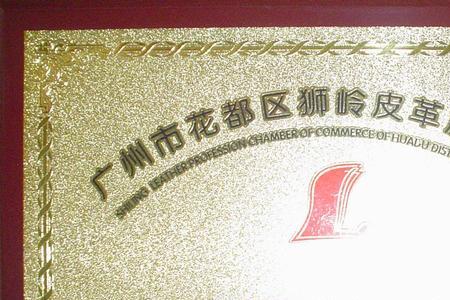 广州市花都区狮岭皮革
SHILING LEATHER PROFESSION CHAMBER OF COMMERCE OF HUADU DIST